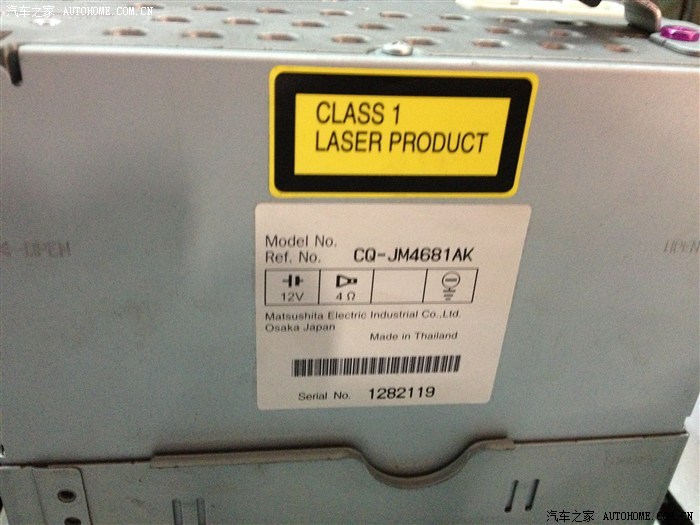 汽车之家 AUTOHOME.COM.CN
CLASS 1
LASER PRODUCT
Model No.
Ref. No. CQ-JM4681AK
12V 4 Ω
Matsushita Electric Industrial Co.,Ltd.
Osaka Japan
Made in Thailand
OPEN
OPEN
Serial No. 1282119
汽车之家 AUTOHOME.COM.CN